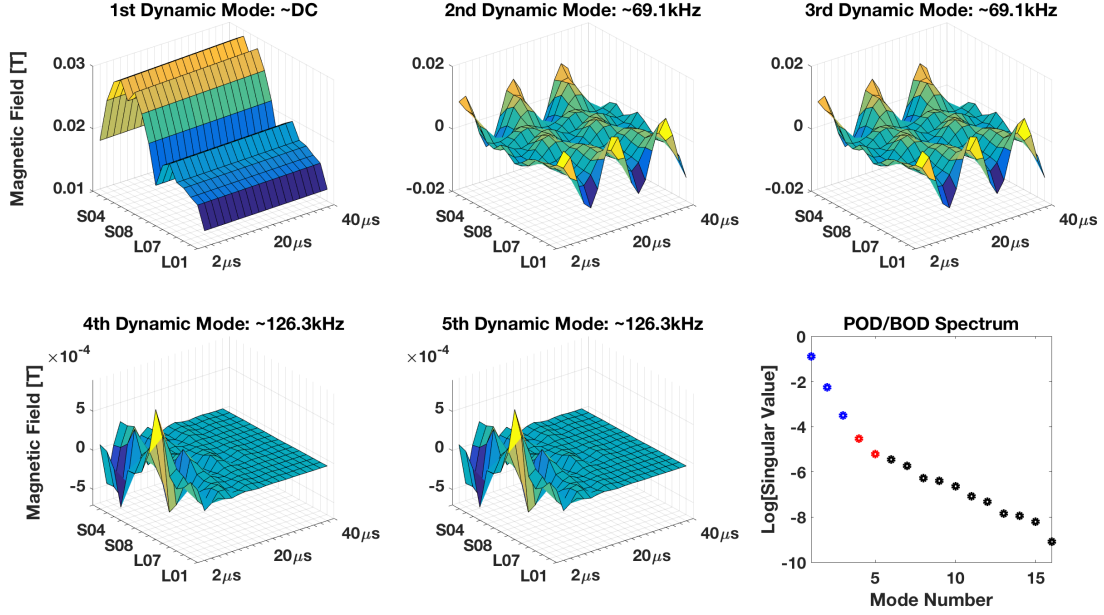 1st Dynamic Mode: ~DC
2nd Dynamic Mode: ~69.1kHz
3rd Dynamic Mode: ~69.1kHz
Magnetic Field [T]
0.03
0.02
0.01
S04
S08
L07
L01
2μs
20μs
40μs
0.02
0
-0.02
S04
S08
L07
L01
2μs
20μs
40μs
0.02
0
-0.02
S04
S08
L07
L01
2μs
20μs
40μs
4th Dynamic Mode: ~126.3kHz
5th Dynamic Mode: ~126.3kHz
POD/BOD Spectrum
Magnetic Field [T]
×10⁻⁴
5
0
-5
S04
S08
L07
L01
2μs
20μs
40μs
×10⁻⁴
5
0
-5
S04
S08
L07
L01
2μs
20μs
40μs
Log[Singular Value]
0
-2
-4
-6
-8
-10
5 10 15
Mode Number